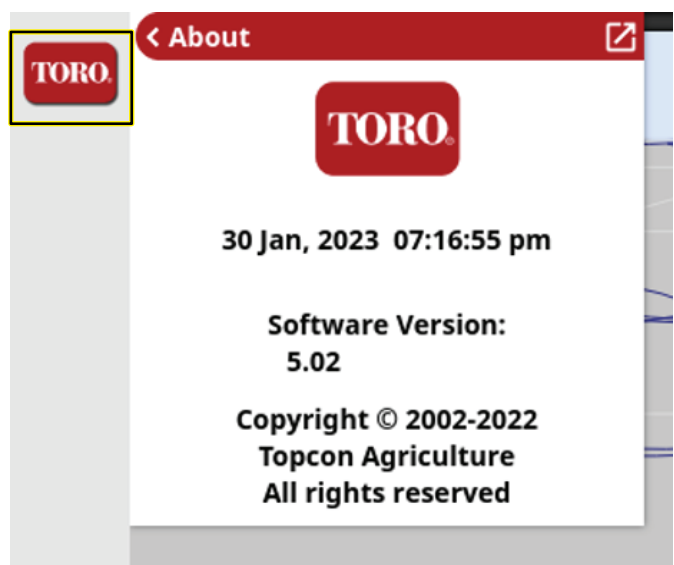 TORO.
< About
TORO®
30 Jan, 2023 07:16:55 pm
Software Version:
5.02
Copyright © 2002-2022
Topcon Agriculture
All rights reserved